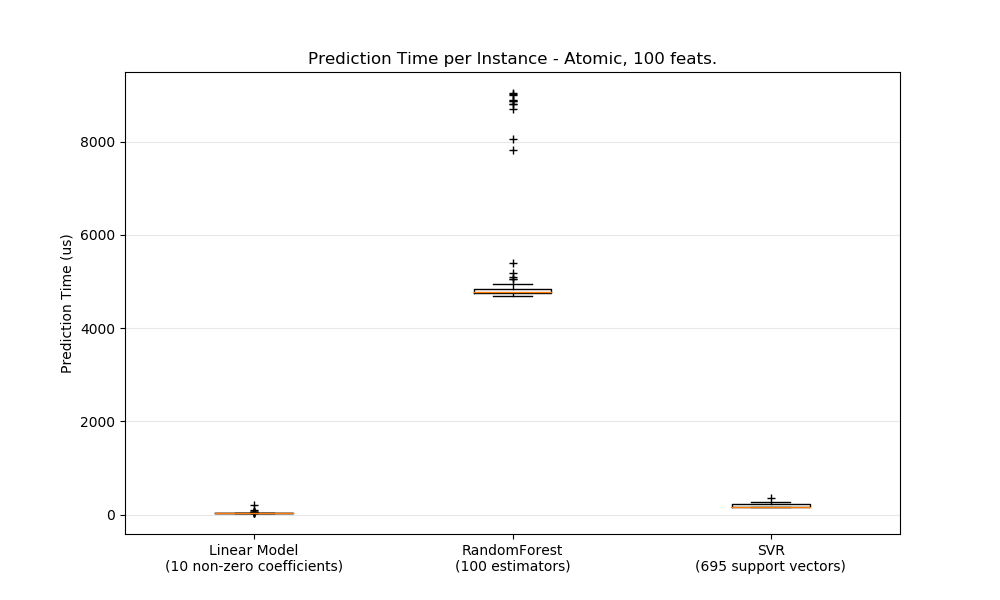 Prediction Time per Instance - Atomic, 100 feats.
Prediction Time (us)
8000
6000
4000
2000
0
Linear Model
(10 non-zero coefficients)
RandomForest
(100 estimators)
SVR
(695 support vectors)